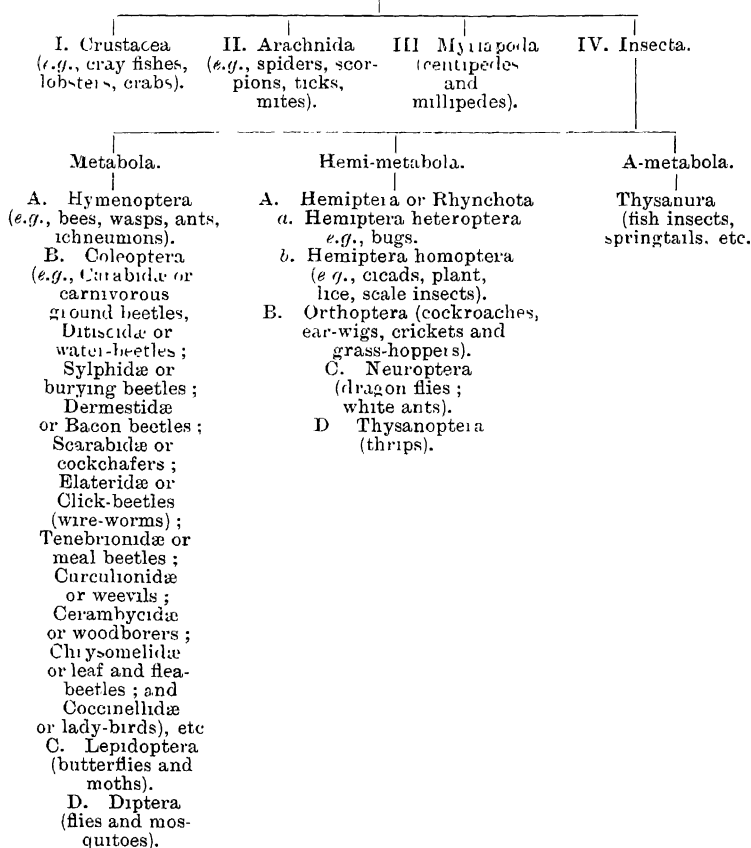 I. Crustacea
(e.g., cray fishes,
lobsters, crabs).
II. Arachnida
(e.g., spiders, scor-
pions, ticks,
mites).
III Myriapoda
(centipedes
and
millipedes).
IV. Insecta.
Metabola.
A. Hymenoptera
(e.g., bees, wasps, ants,
ichneumons).
B. Coleoptera
(e.g., Carabidæ or
carnivorous
ground beetles,
Ditiscidæ or
water-beetles ;
Sylphidæ or
burying beetles ;
Dermestidæ
or Bacon beetles ;
Scarabidæ or
cockchafers ;
Elateridæ or
Click-beetles
(wire-worms) ;
Tenebrionidæ or
meal beetles ;
Curculionidæ
or weevils ;
Cerambycidæ
or woodborers ;
Chrysomelidæ
or leaf and flea-
beetles ; and
Coccinellidæ
or lady-birds), etc
C. Lepidoptera
(butterflies and
moths).
D. Diptera
(flies and mos-
quitoes).
Hemi-metabola.
A. Hemiptera or Rhynchota
a. Hemiptera heteroptera
e.g., bugs.
b. Hemiptera homoptera
(e g., cicads, plant,
lice, scale insects).
B. Orthoptera (cockroaches,
ear-wigs, crickets and
grass-hoppers).
C. Neuroptera
(dragon flies ;
white ants).
D Thysanoptera
(thrips).
A-metabola.
Thysanura
(fish insects,
springtails. etc.